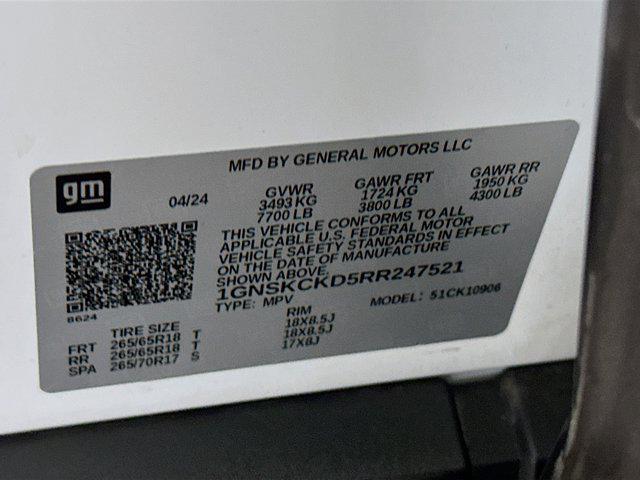 gm
MFD BY GENERAL MOTORS LLC
04/24
GVWR GAWR FRT GAWR RR
3493 KG 1724 KG 1950 KG
7700 LB 3800 LB 4300 LB
THIS VEHICLE CONFORMS TO ALL
APPLICABLE U.S. FEDERAL MOTOR
VEHICLE SAFETY STANDARDS IN EFFECT
ON THE DATE OF MANUFACTURE
SHOWN ABOVE.
1GNSKCKD5RR247521
TYPE: MPV MODEL: 51CK10906
8624
TIRE SIZE RIM
FRT 265/65R18 T 18X8.5J
RR 265/65R18 T 18X8.5J
SPA 265/70R17 S 17X8J